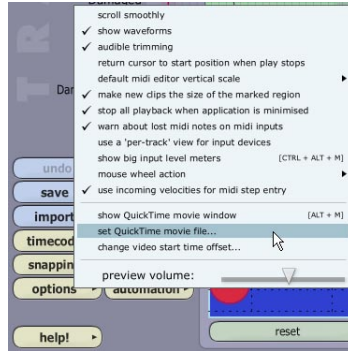 scroll smoothly
✓ show waveforms
✓ audible trimming
return cursor to start position when play stops
default midi editor vertical scale
✓ make new clips the size of the marked region
✓ stop all playback when application is minimised
✓ warn about lost midi notes on midi inputs
use a 'per-track' view for input devices
show big input level meters [CTRL + ALT + M]
mouse wheel action
✓ use incoming velocities for midi step entry
show QuickTime movie window [ALT + M]
set QuickTime movie file...
change video start time offset...
preview volume:
T R A
Dam
undo
save
import
timecod
snappin
options
automation
help!
reset